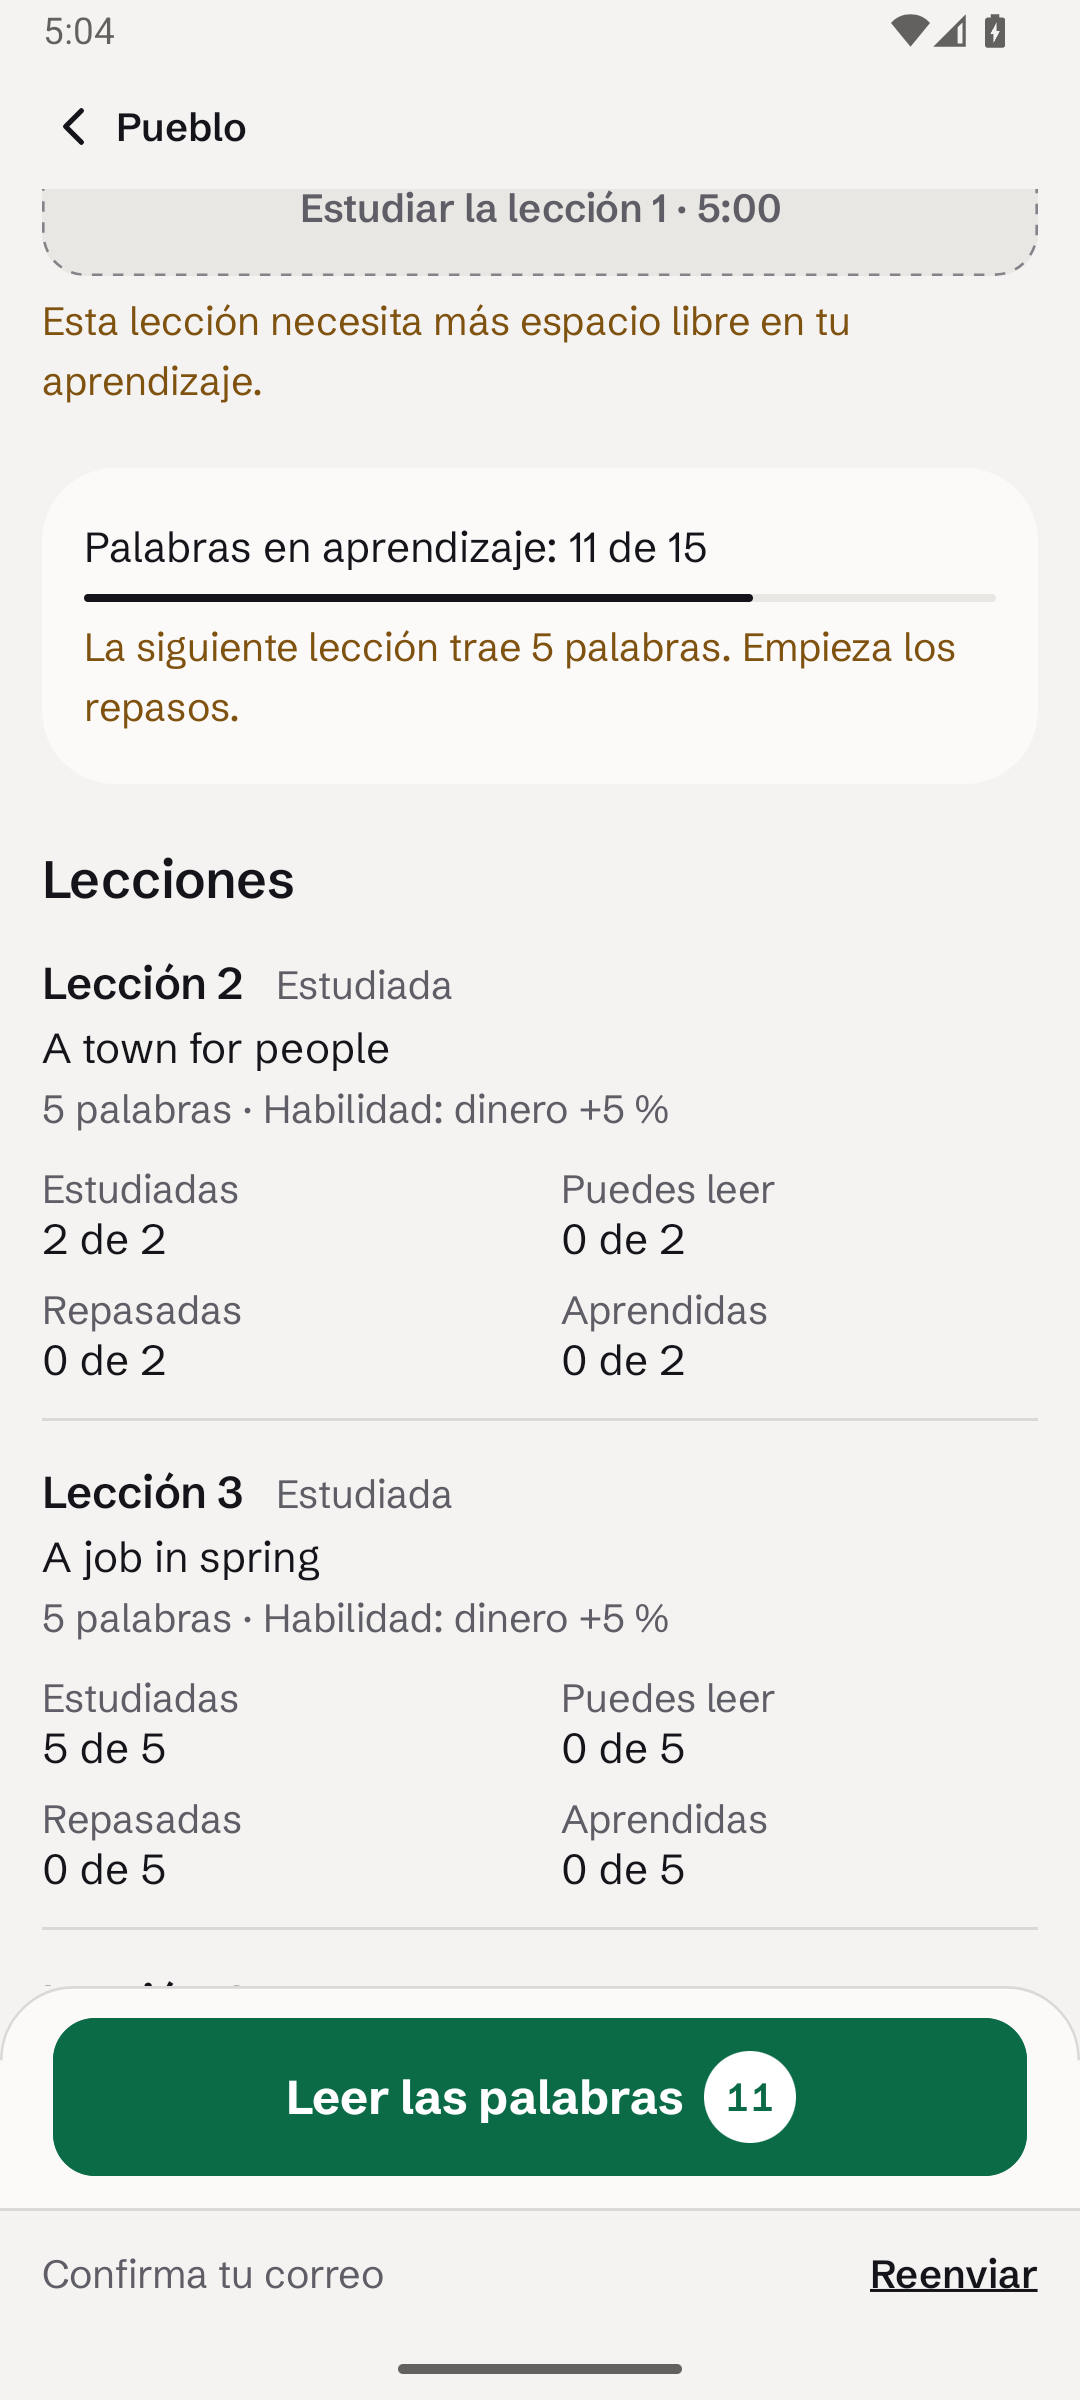 5:04
Pueblo
Estudiar la lección 1 · 5:00
Esta lección necesita más espacio libre en tu
aprendizaje.
Palabras en aprendizaje: 11 de 15
La siguiente lección trae 5 palabras. Empieza los
repasos.
Lecciones
Lección 2 Estudiada
A town for people
5 palabras · Habilidad: dinero +5 %
Estudiadas Puedes leer
2 de 2 0 de 2
Repasadas Aprendidas
0 de 2 0 de 2
Lección 3 Estudiada
A job in spring
5 palabras · Habilidad: dinero +5 %
Estudiadas Puedes leer
5 de 5 0 de 5
Repasadas Aprendidas
0 de 5 0 de 5
Leer las palabras 11
Confirma tu correo Reenviar